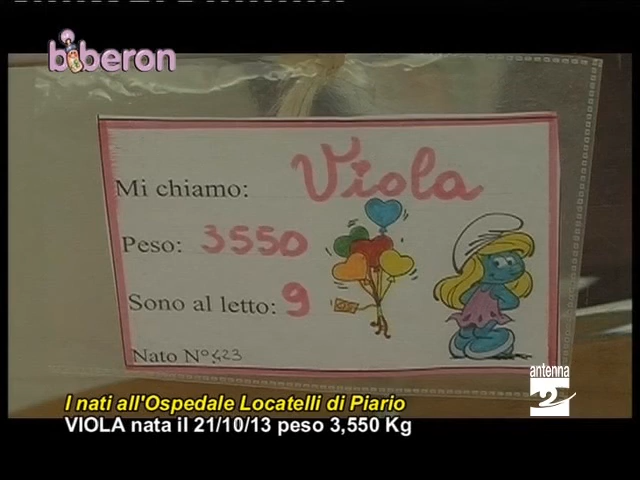 biberon
Mi chiamo: Viola
Peso: 3550
Sono al letto: 9
Nato N° 423
antenna
2
I nati all'Ospedale Locatelli di Piario
VIOLA nata il 21/10/13 peso 3,550 Kg